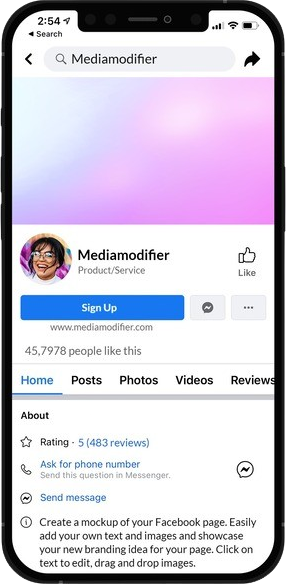 2:54
Search
Mediamodifier
Mediamodifier
Product/Service
Like
Sign Up
www.mediamodifier.com
45,7978 people like this
Home Posts Photos Videos Reviews
About
Rating · 5 (483 reviews)
Ask for phone number
Send this question in Messenger.
Send message
Create a mockup of your Facebook page. Easily
add your own text and images and showcase
your new branding idea for your page. Click on
text to edit, drag and drop images.